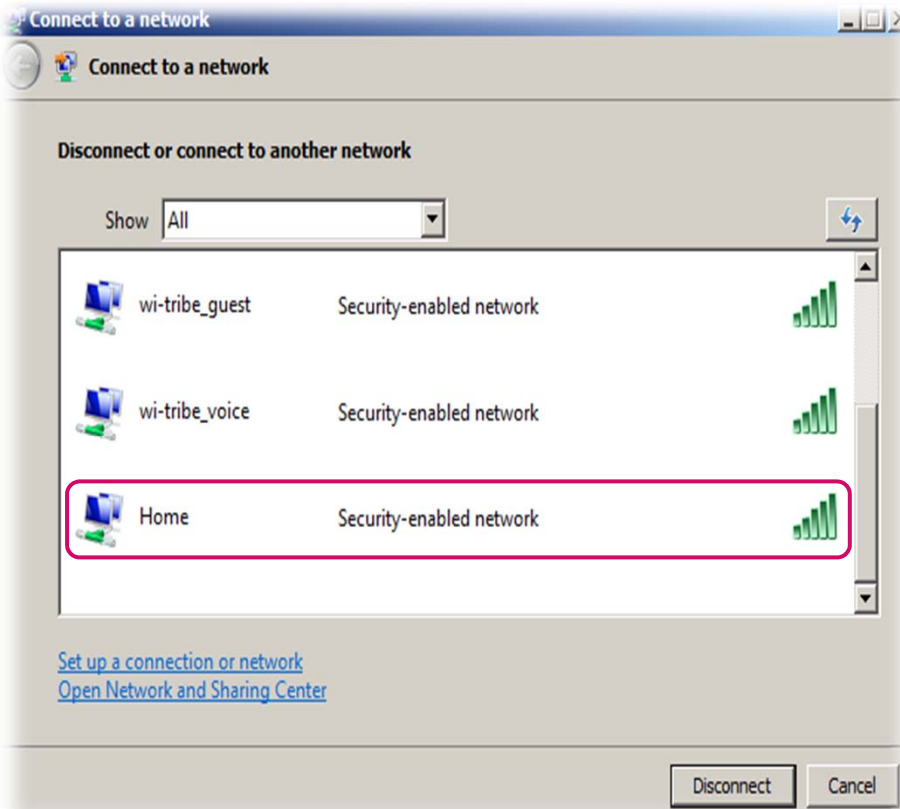 Connect to a network
Connect to a network
Disconnect or connect to another network
Show All
wi-tribe_guest Security-enabled network
wi-tribe_voice Security-enabled network
Home Security-enabled network
Set up a connection or network
Open Network and Sharing Center
Disconnect Cancel